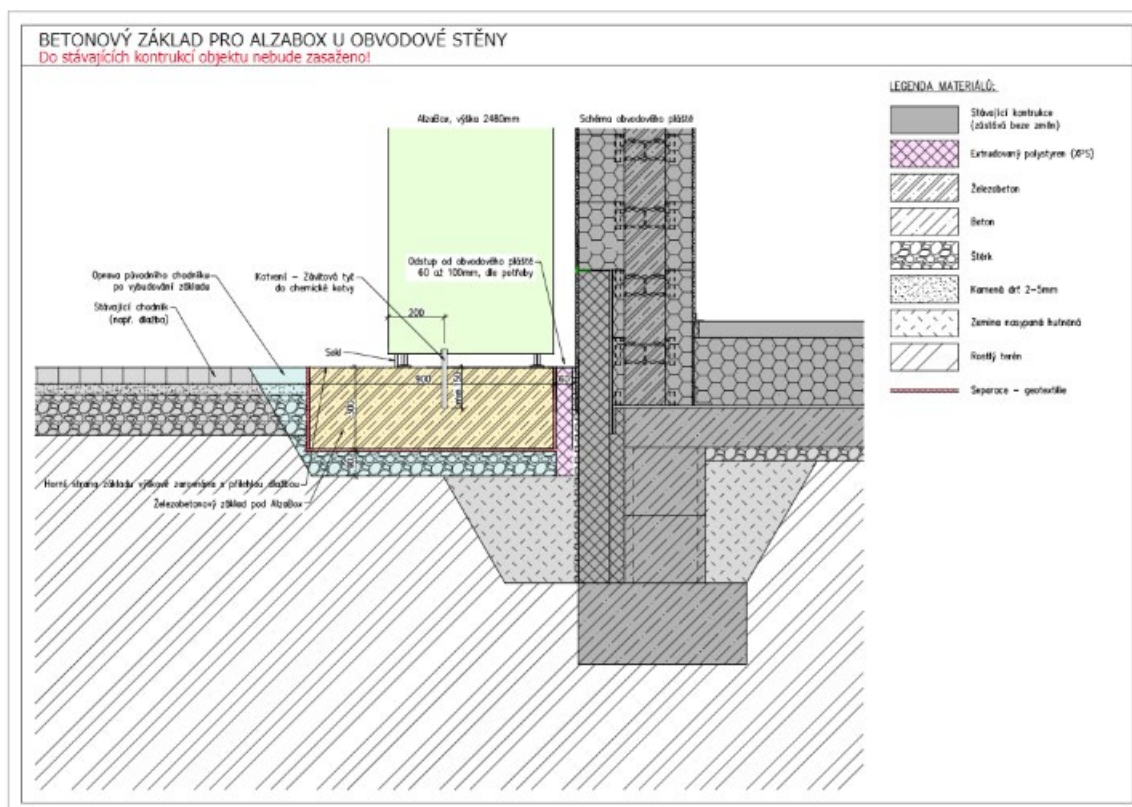 BETONOVÝ ZÁKLAD PRO ALZABOX U OBVODOVÉ STĚNY
Do stávajících kontrukcí objektu nebude zasaženo!
LEGENDA MATERIÁLŮ:
AlzaBox, výška 2480mm
Schéma obvodového pláště
Stávající kontrukce
(zůstává beze změn)
Extrudovaný polystyren (XPS)
Železobeton
Beton
Štěrk
Kamená drť 2-5mm
Zemina nasypaná hutněná
Rostlý terén
Separace - geotextilie
Odstup od obvodového pláště
60 až 100mm, dle potřeby
Oprava původního chodníku
po vybudování základu
Kotvení - Závitová tyč
do chemické kotvy
Stávající chodník
(např. dlažba)
200
Sokl
900
300
Horní strana základu výškově zarovnána s přilehlou dlažbou
Železobetonový základ pod AlzaBox